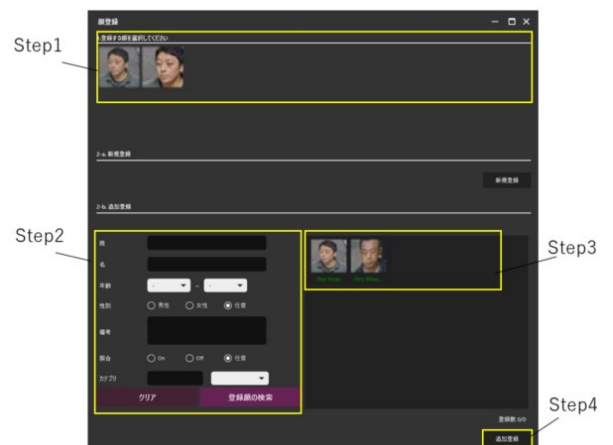 顔登録
Step1
1.登録する顔を選択してください
2-a. 新規登録
新規登録
2-b. 追加登録
Step2
Step3
姓
名
年齢
- ~ -
性別 男性 女性 任意
備考
照合 On Off 任意
カテゴリ
クリア 登録顔の検索
登録数 0/0
Step4
追加登録